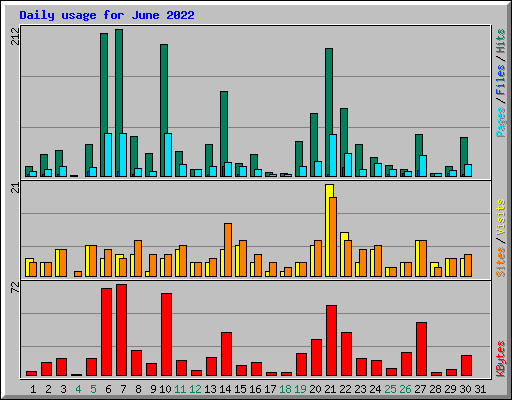 Daily usage for June 2022
212
21
72
Pages / Files / Hits
Sites / Visits
KBytes
1 2 3 4 5 6 7 8 9 10 11 12 13 14 15 16 17 18 19 20 21 22 23 24 25 26 27 28 29 30 31